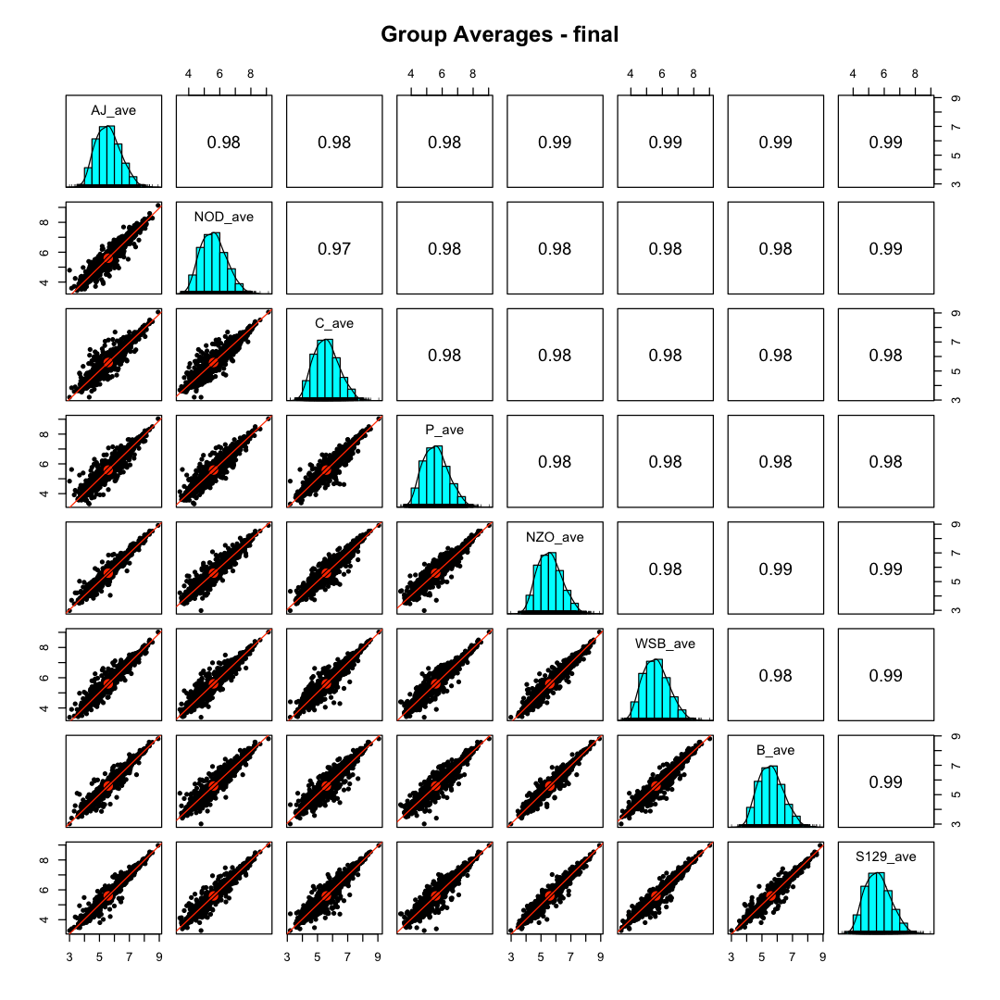 Group Averages - final
4 6 8 4 6 8 4 6 8 4 6 8
AJ_ave 0.98 0.98 0.98 0.99 0.99 0.99 0.99 3 5 7 9
4 6 8 NOD_ave 0.97 0.98 0.98 0.98 0.98 0.99
C_ave 0.98 0.98 0.98 0.98 0.98 3 5 7 9
4 6 8 P_ave 0.98 0.98 0.98 0.98
NZO_ave 0.98 0.99 0.99 3 5 7 9
4 6 8 WSB_ave 0.98 0.99
B_ave 0.99 3 5 7 9
4 6 8 S129_ave
3 5 7 9 3 5 7 9 3 5 7 9 3 5 7 9